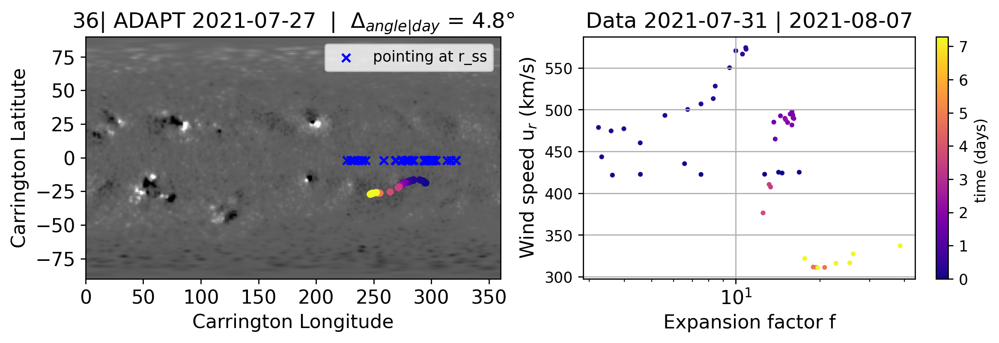 36| ADAPT 2021-07-27 | Δangle|day = 4.8°
Data 2021-07-31 | 2021-08-07
pointing at r_ss
75
50
25
0
−25
−50
−75
Carrington Latitute
0 50 100 150 200 250 300 350
Carrington Longitude
550
500
450
400
350
300
Wind speed u_r (km/s)
10^1
Expansion factor f
7
6
5
4
3
2
1
0
time (days)